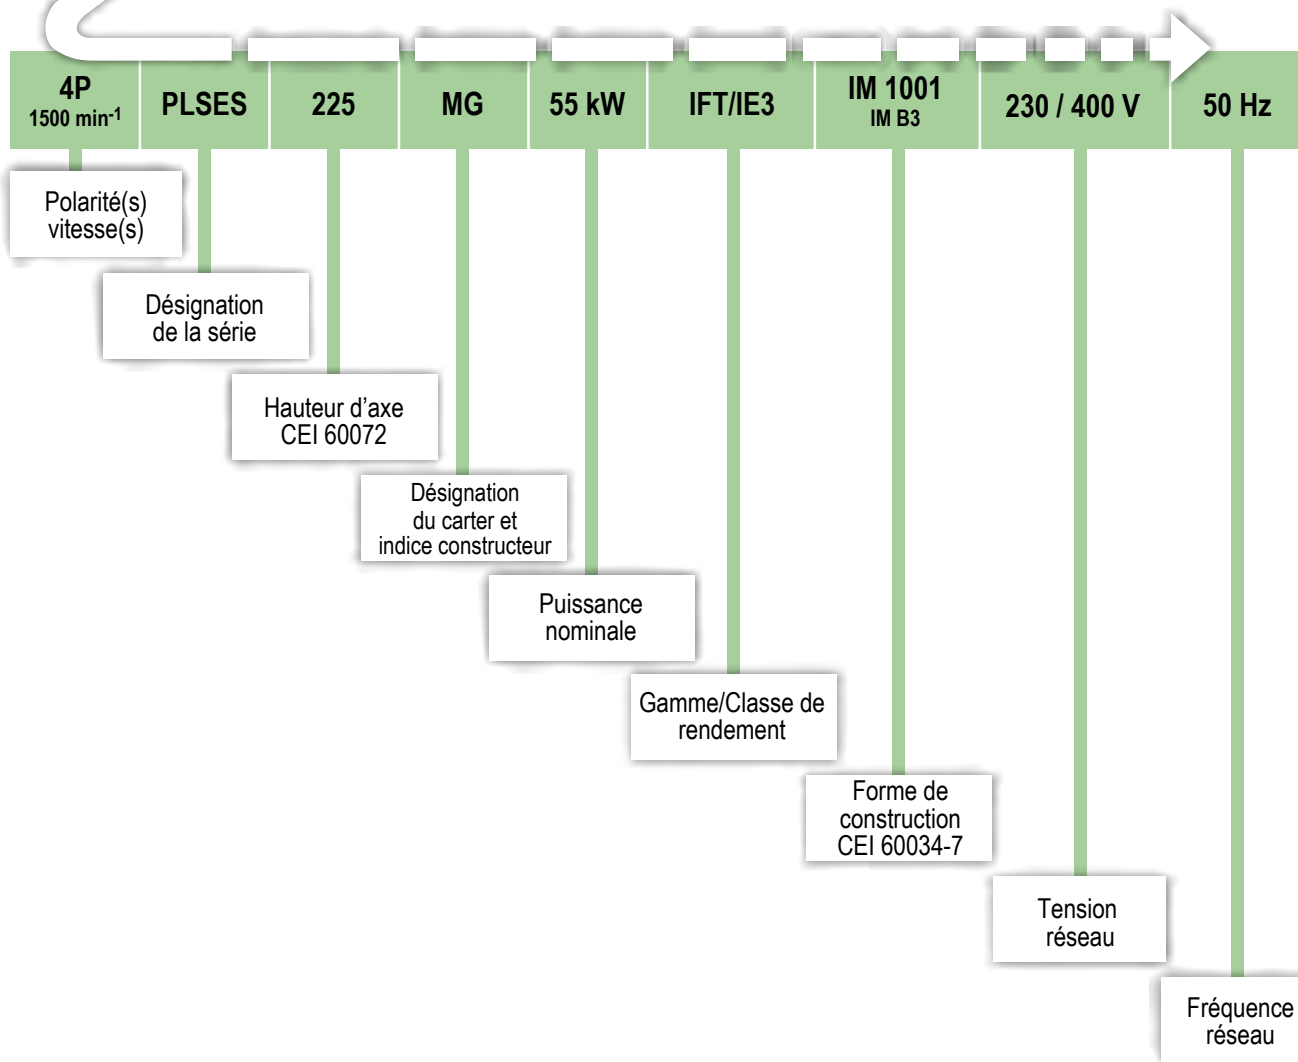 4P
1500 min-1
PLSES
225
MG
55 kW
IFT/IE3
IM 1001
IM B3
230 / 400 V
50 Hz
Polarité(s)
vitesse(s)
Désignation
de la série
Hauteur d’axe
CEI 60072
Désignation
du carter et
indice constructeur
Puissance
nominale
Gamme/Classe de
rendement
Forme de
construction
CEI 60034-7
Tension
réseau
Fréquence
réseau